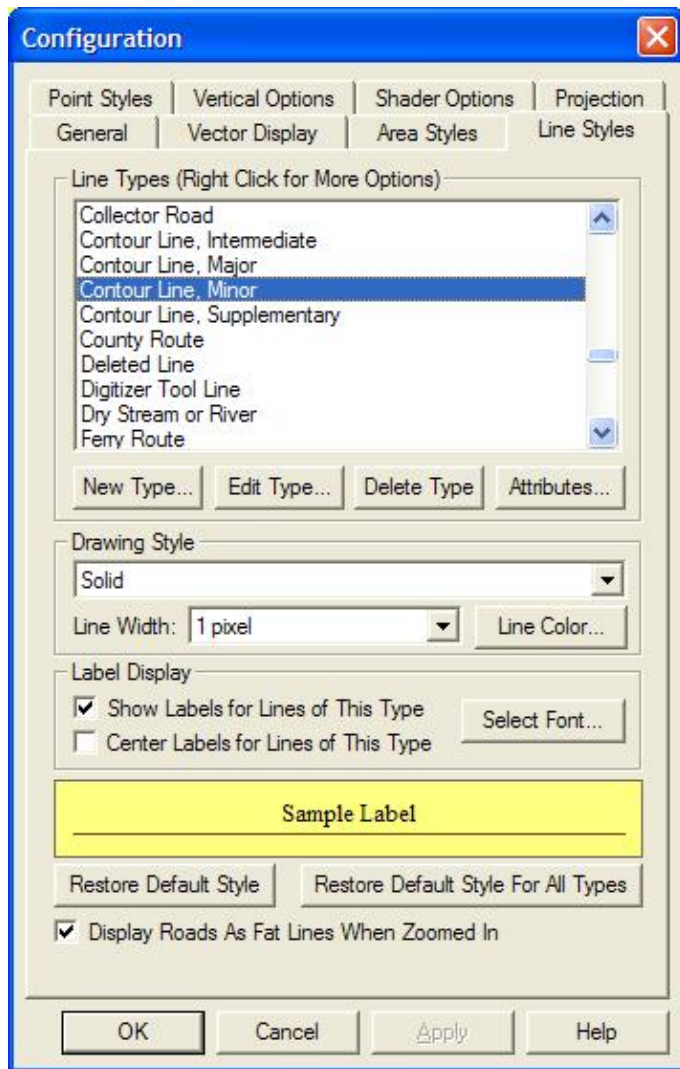 Configuration
Point Styles Vertical Options Shader Options Projection
General Vector Display Area Styles Line Styles
Line Types (Right Click for More Options)
Collector Road
Contour Line, Intermediate
Contour Line, Major
Contour Line, Minor
Contour Line, Supplementary
County Route
Deleted Line
Digitizer Tool Line
Dry Stream or River
Ferry Route
New Type... Edit Type... Delete Type Attributes...
Drawing Style
Solid
Line Width: 1 pixel Line Color...
Label Display
Show Labels for Lines of This Type
Select Font...
Center Labels for Lines of This Type
Sample Label
Restore Default Style Restore Default Style For All Types
Display Roads As Fat Lines When Zoomed In
OK Cancel Apply Help